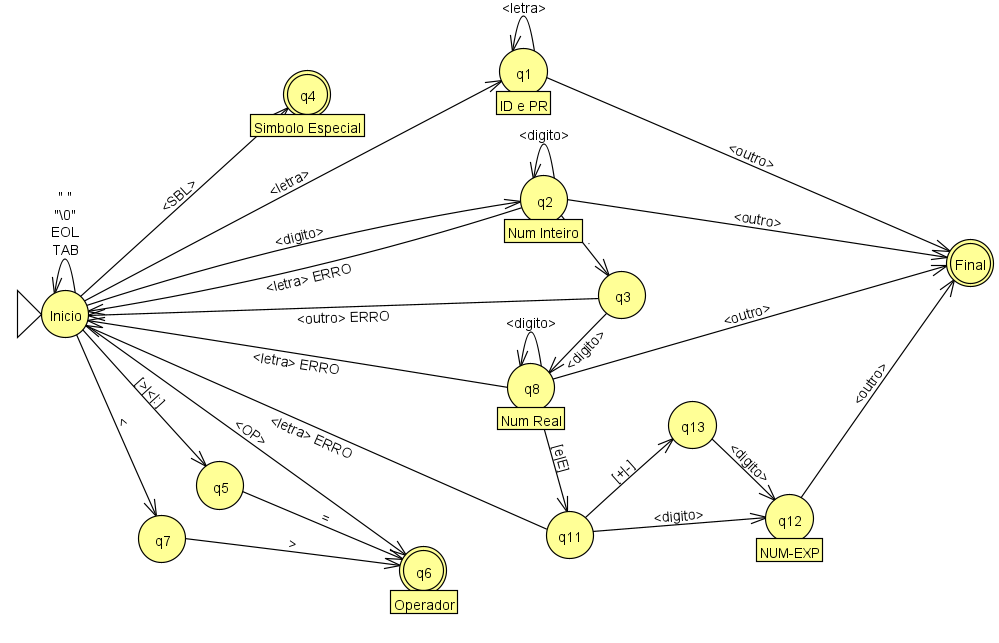 <letra>
q1
ID e PR
q4
Simbolo Especial
<SBL>
<letra>
<outro>
<digito>
q2
Num Inteiro
" "
"\0"
EOL
TAB
Inicio
<digito>
<letra> ERRO
<outro>
.
Final
q3
<outro> ERRO
<digito>
<digito>
<outro>
<letra> ERRO
q8
Num Real
[>|<|:]
<
<OP>
<letra> ERRO
[e|E]
[+|-]
q13
<digito>
<outro>
q5
=
q7
>
q11
<digito>
q12
NUM-EXP
q6
Operador